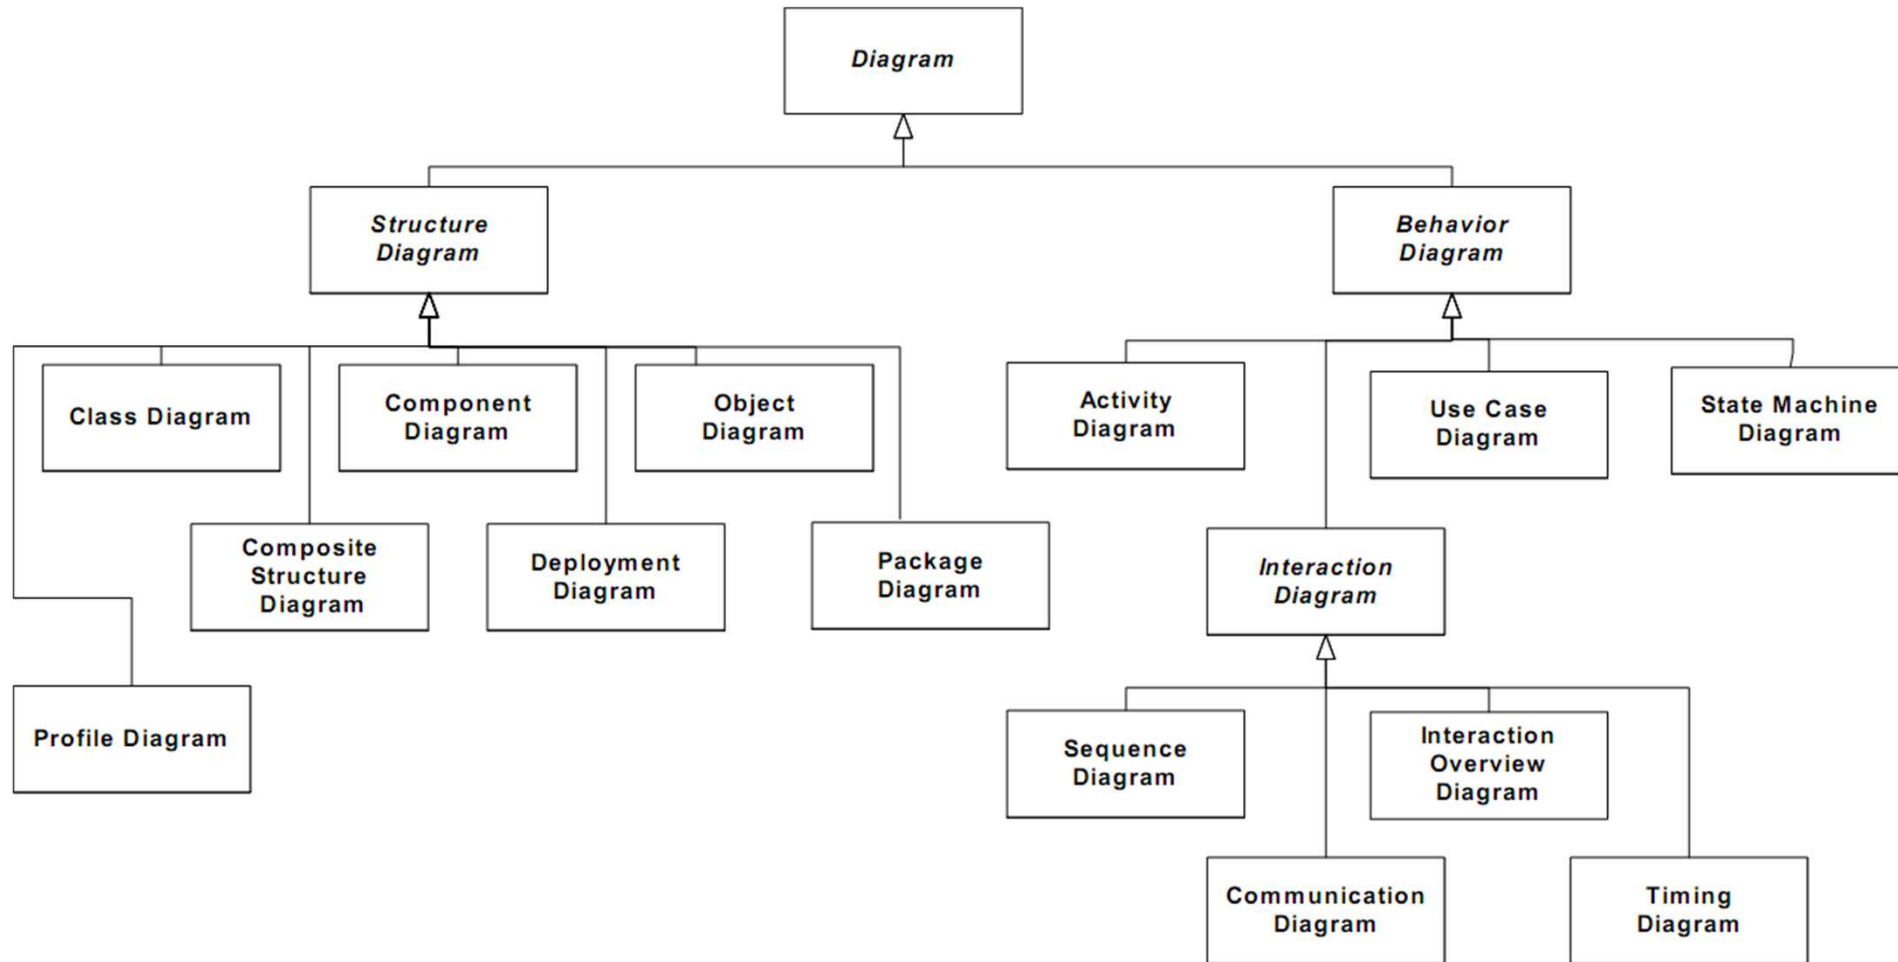 Diagram
Structure
Diagram
Behavior
Diagram
Class Diagram
Component
Diagram
Object
Diagram
Activity
Diagram
Use Case
Diagram
State Machine
Diagram
Composite
Structure
Diagram
Deployment
Diagram
Package
Diagram
Interaction
Diagram
Profile Diagram
Sequence
Diagram
Interaction
Overview
Diagram
Communication
Diagram
Timing
Diagram